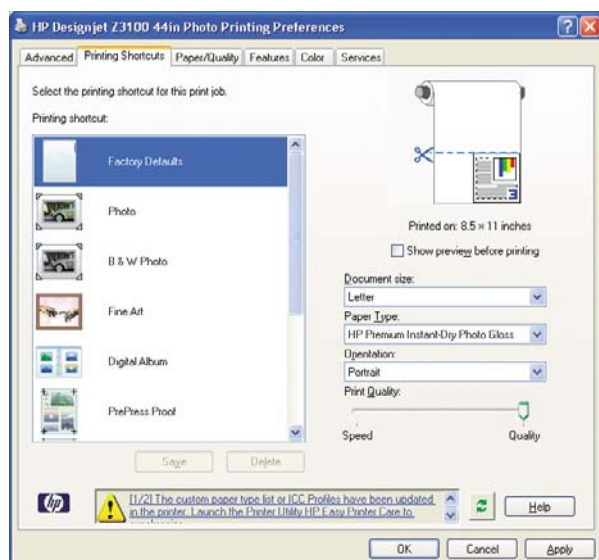 HP Designjet Z3100 44in Photo Printing Preferences
Advanced Printing Shortcuts Paper/Quality Features Color Services
Select the printing shortcut for this print job.
Printing shortcut:
Factory Defaults
Photo
B & W Photo
Fine Art
Digital Album
PrePress Proof
Save Delete
3
Printed on: 8.5 × 11 inches
Show preview before printing
Document size:
Letter
Paper Type:
HP Premium Instant-Dry Photo Gloss
Orientation:
Portrait
Print Quality:
Speed Quality
hp
[1/2] The custom paper type list or ICC Profiles have been updated
in the printer. Launch the Printer Utility HP Easy Printer Care to
Help
OK Cancel Apply